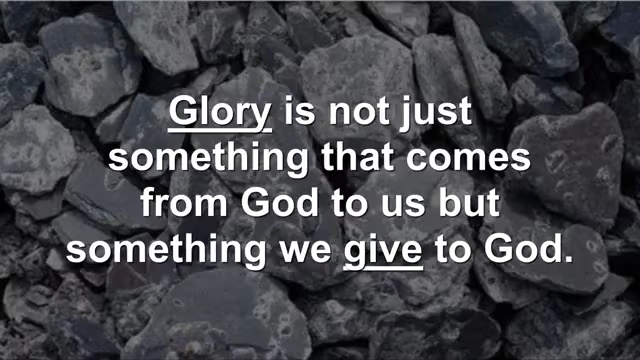 Glory is not just
something that comes
from God to us but
something we give to God.